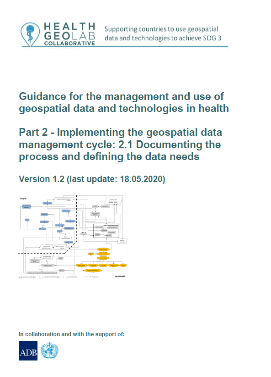 HEALTH
GEOLAB
COLLABORATIVE
Supporting countries to use geospatial
data and technologies to achieve SDG 3
Guidance for the management and use of
geospatial data and technologies in health
Part 2 - Implementing the geospatial data
management cycle: 2.1 Documenting the
process and defining the data needs
Version 1.2 (last update: 18.05.2020)
In collaboration and with the support of:
ADB